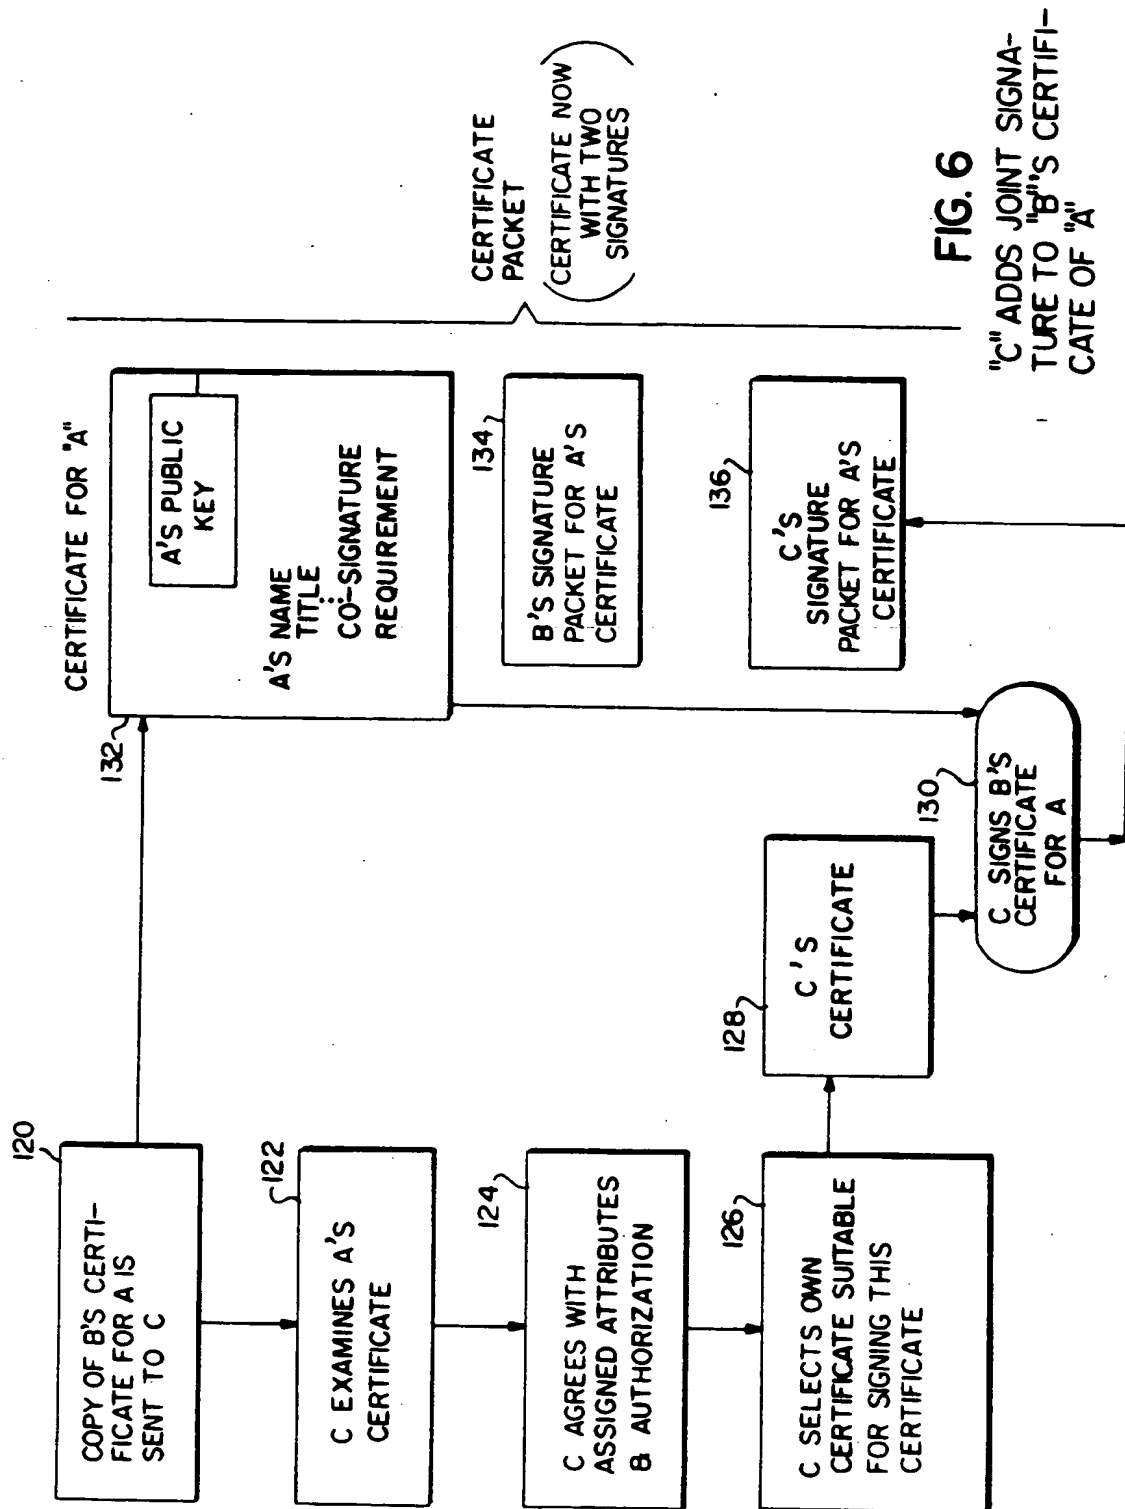 120
COPY OF B'S CERTI-
FICATE FOR A IS
SENT TO C
122
C EXAMINES A'S
CERTIFICATE
124
C AGREES WITH
ASSIGNED ATTRIBUTES
& AUTHORIZATION
126
C SELECTS OWN
CERTIFICATE SUITABLE
FOR SIGNING THIS
CERTIFICATE
128
C'S
CERTIFICATE
130
C SIGNS B'S
CERTIFICATE
FOR A
CERTIFICATE FOR "A"
132
A'S PUBLIC
KEY
A'S NAME
TITLE
CO-SIGNATURE
REQUIREMENT
134
B'S SIGNATURE
PACKET FOR A'S
CERTIFICATE
136
C'S
SIGNATURE
PACKET FOR A'S
CERTIFICATE
CERTIFICATE
PACKET
(CERTIFICATE NOW
WITH TWO
SIGNATURES)
FIG. 6
"C" ADDS JOINT SIGNA-
TURE TO "B"'S CERTIFI-
CATE OF "A"